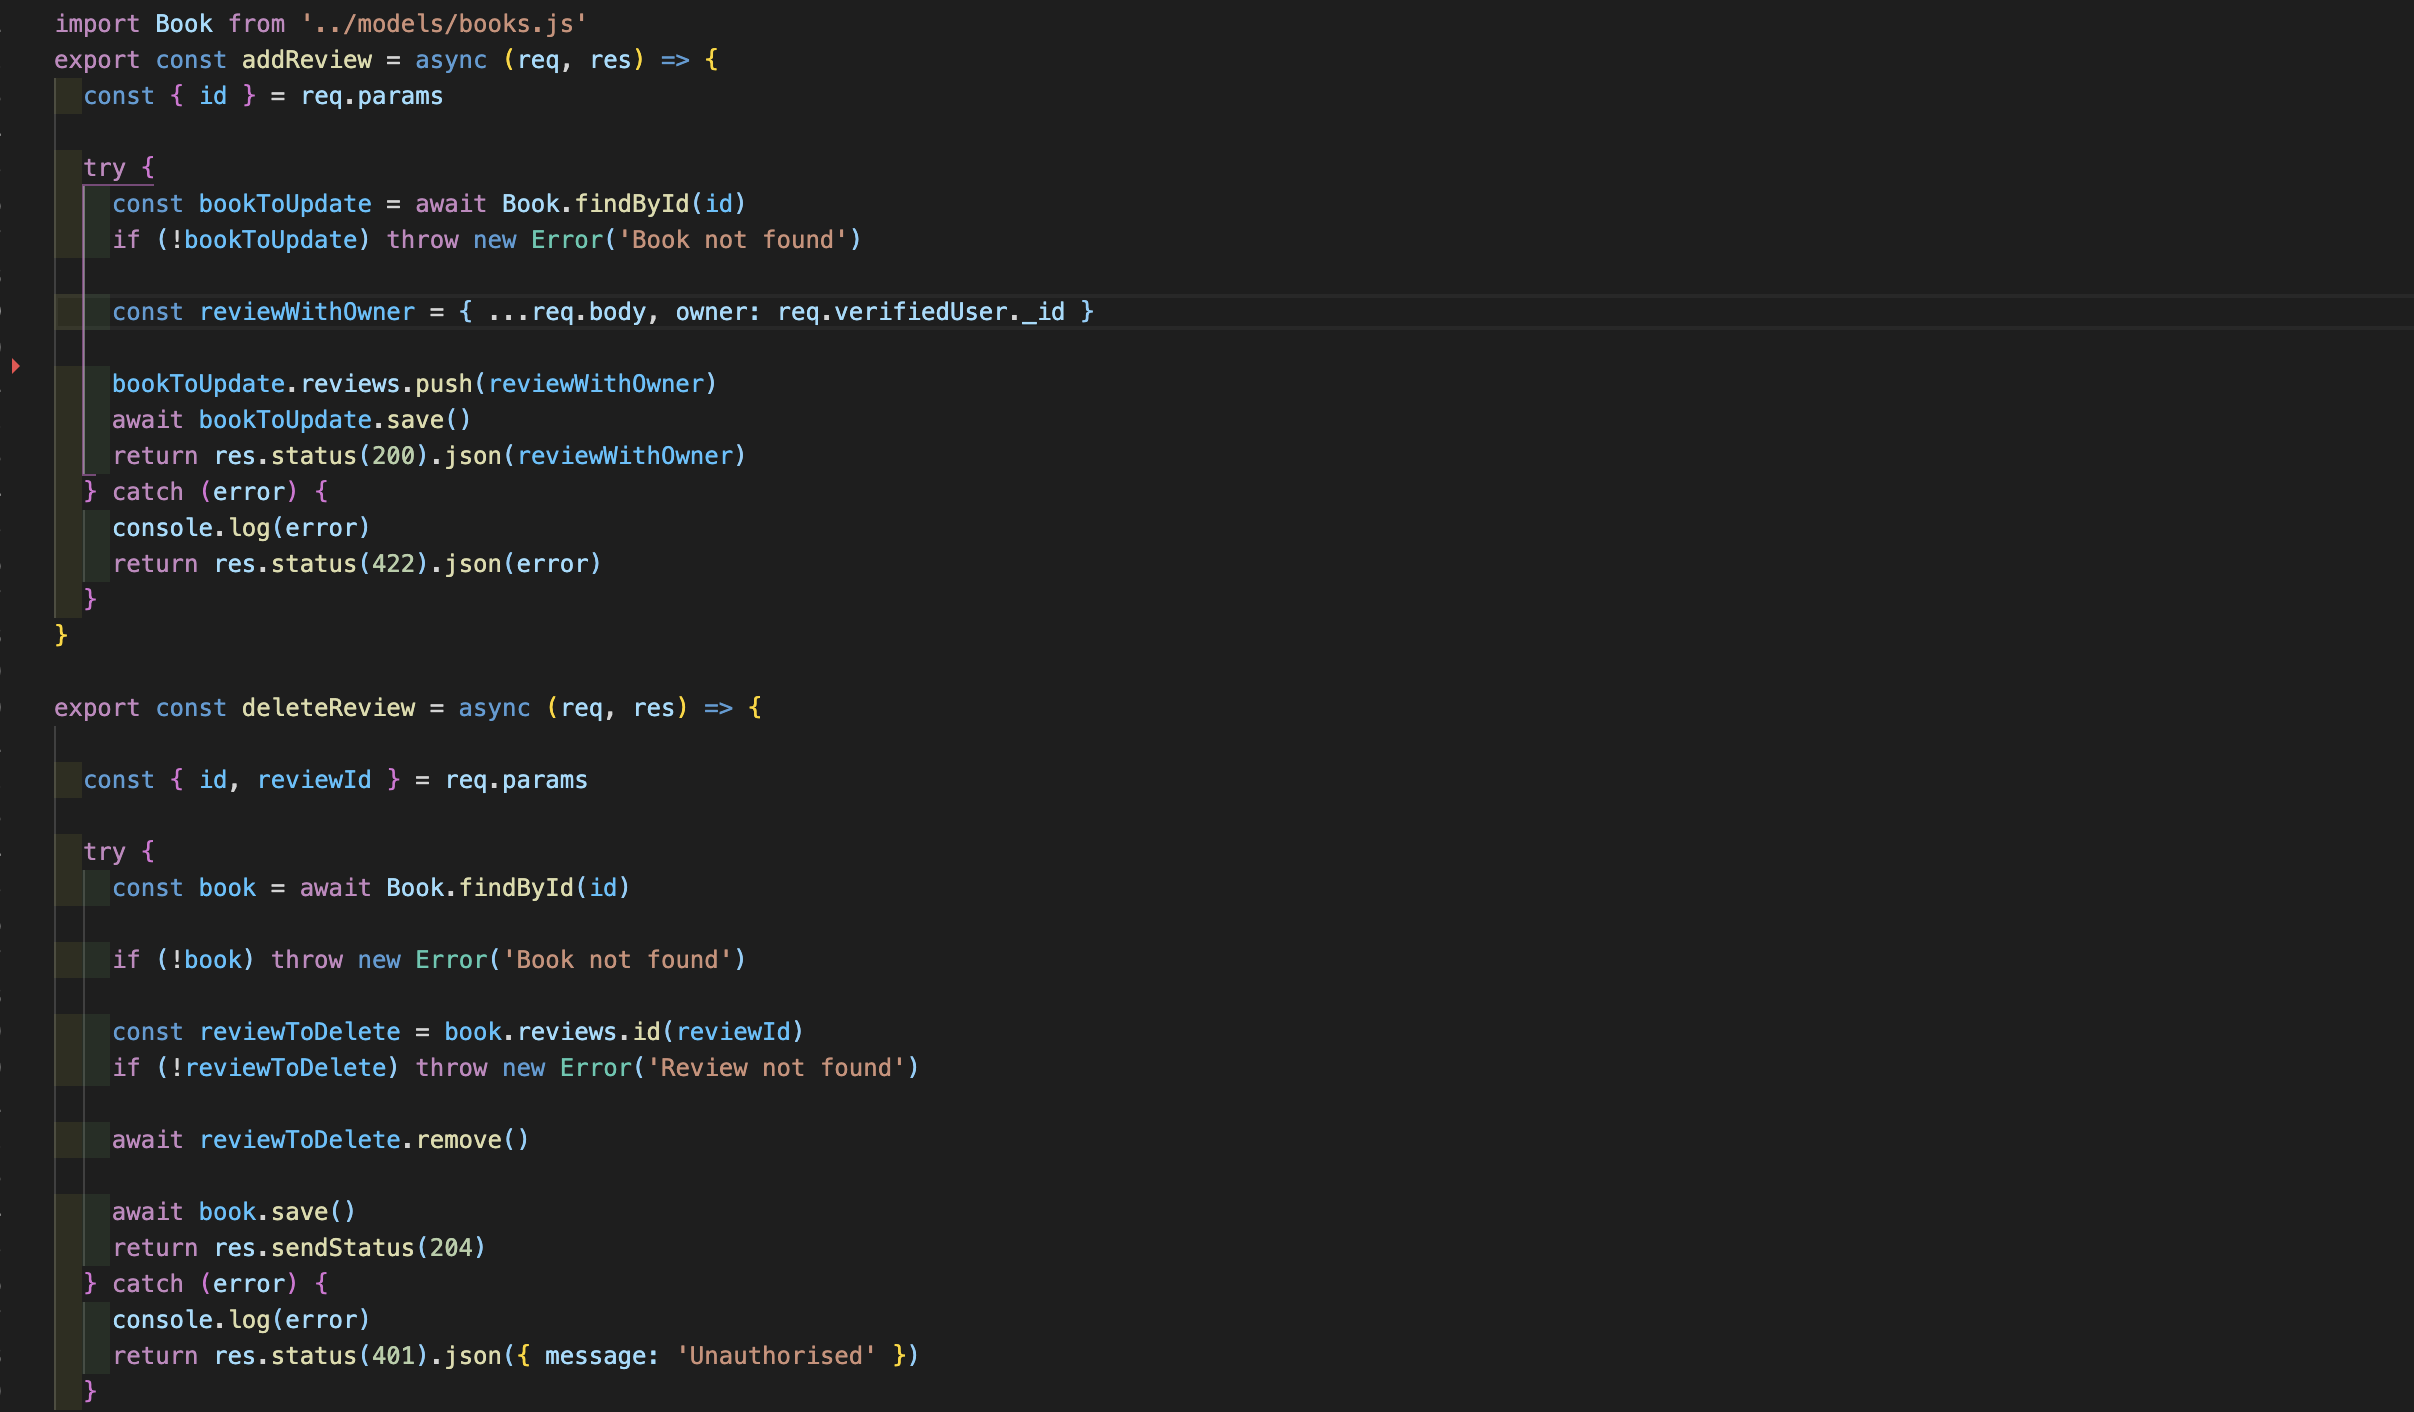 import Book from '../models/books.js'
export const addReview = async (req, res) => {
  const { id } = req.params

  try {
    const bookToUpdate = await Book.findById(id)
    if (!bookToUpdate) throw new Error('Book not found')

    const reviewWithOwner = { ...req.body, owner: req.verifiedUser._id }

    bookToUpdate.reviews.push(reviewWithOwner)
    await bookToUpdate.save()
    return res.status(200).json(reviewWithOwner)
  } catch (error) {
    console.log(error)
    return res.status(422).json(error)
  }
}

export const deleteReview = async (req, res) => {

  const { id, reviewId } = req.params

  try {
    const book = await Book.findById(id)

    if (!book) throw new Error('Book not found')

    const reviewToDelete = book.reviews.id(reviewId)
    if (!reviewToDelete) throw new Error('Review not found')

    await reviewToDelete.remove()

    await book.save()
    return res.sendStatus(204)
  } catch (error) {
    console.log(error)
    return res.status(401).json({ message: 'Unauthorised' })
  }